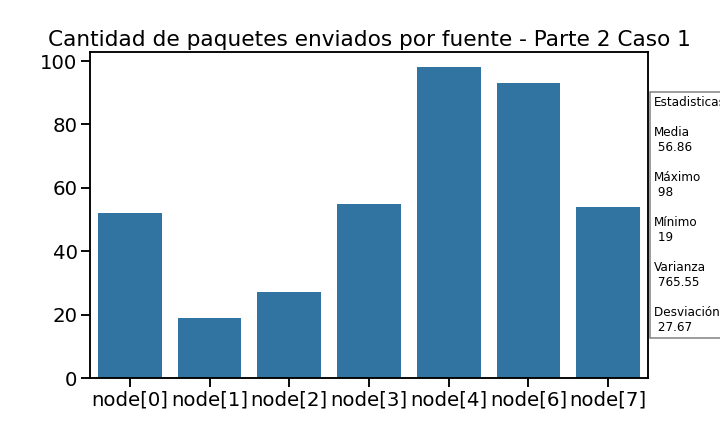 Cantidad de paquetes enviados por fuente - Parte 2 Caso 1
100
80
60
40
20
0
node[0] node[1] node[2] node[3] node[4] node[6] node[7]
Estadisticas
Media
56.86
Máximo
98
Mínimo
19
Varianza
765.55
Desviación
27.67